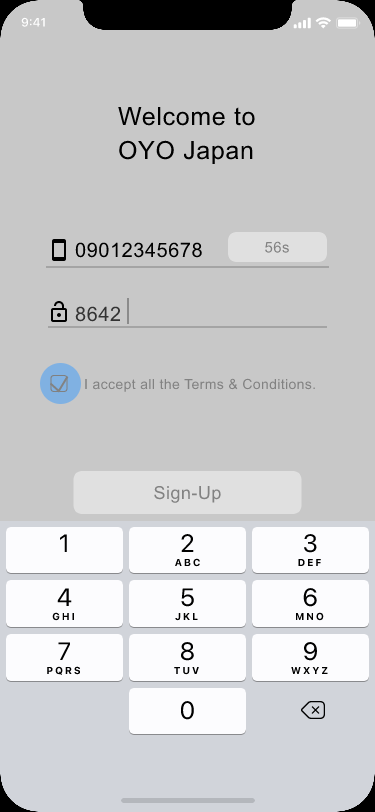 9:41
Welcome to
OYO Japan
09012345678
56s
8642
I accept all the Terms & Conditions.
Sign-Up
1 2 3
ABC DEF
4 5 6
GHI JKL MNO
7 8 9
PQRS TUV WXYZ
0